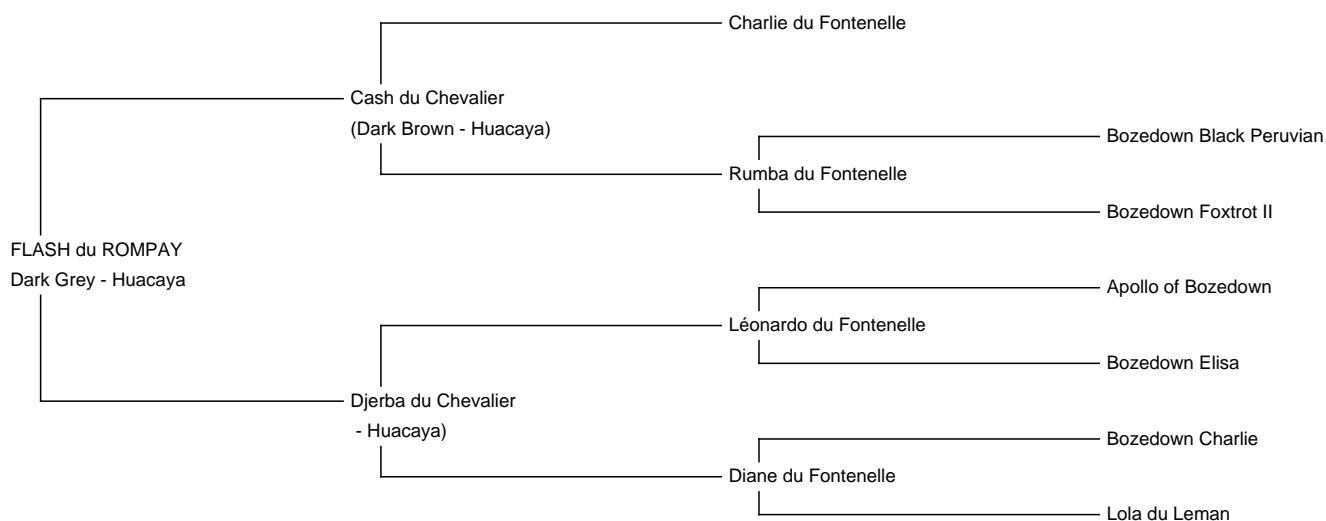 Charlie du Fontenelle
Cash du Chevalier
(Dark Brown - Huacaya)
Bozedown Black Peruvian
Rumba du Fontenelle
Bozedown Foxtrot II
FLASH du ROMPAY
Dark Grey - Huacaya
Apollo of Bozedown
Léonardo du Fontenelle
Bozedown Elisa
Djerba du Chevalier
- Huacaya)
Bozedown Charlie
Diane du Fontenelle
Lola du Leman